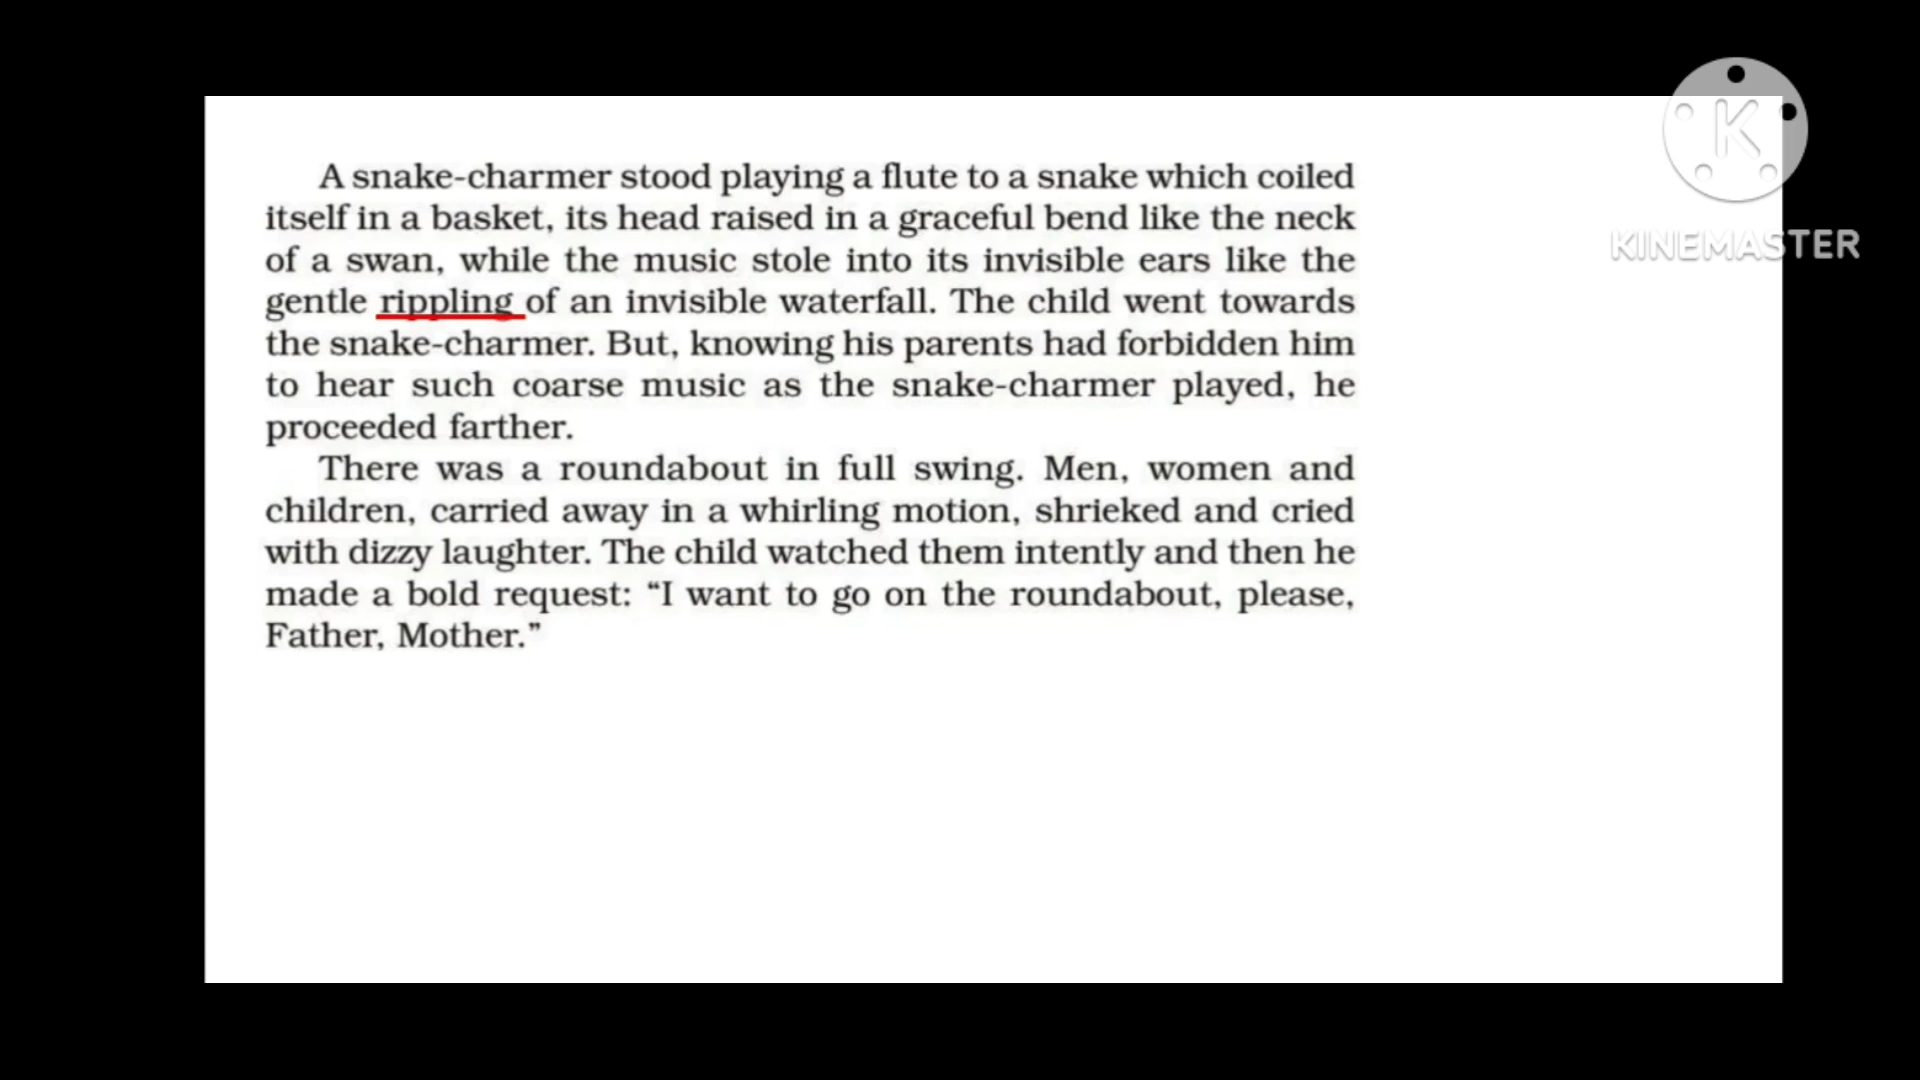 A snake-charmer stood playing a flute to a snake which coiled
itself in a basket, its head raised in a graceful bend like the neck
of a swan, while the music stole into its invisible ears like the
gentle rippling of an invisible waterfall. The child went towards
the snake-charmer. But, knowing his parents had forbidden him
to hear such coarse music as the snake-charmer played, he
proceeded farther.
There was a roundabout in full swing. Men, women and
children, carried away in a whirling motion, shrieked and cried
with dizzy laughter. The child watched them intently and then he
made a bold request: “I want to go on the roundabout, please,
Father, Mother.”
K
KINEMASTER